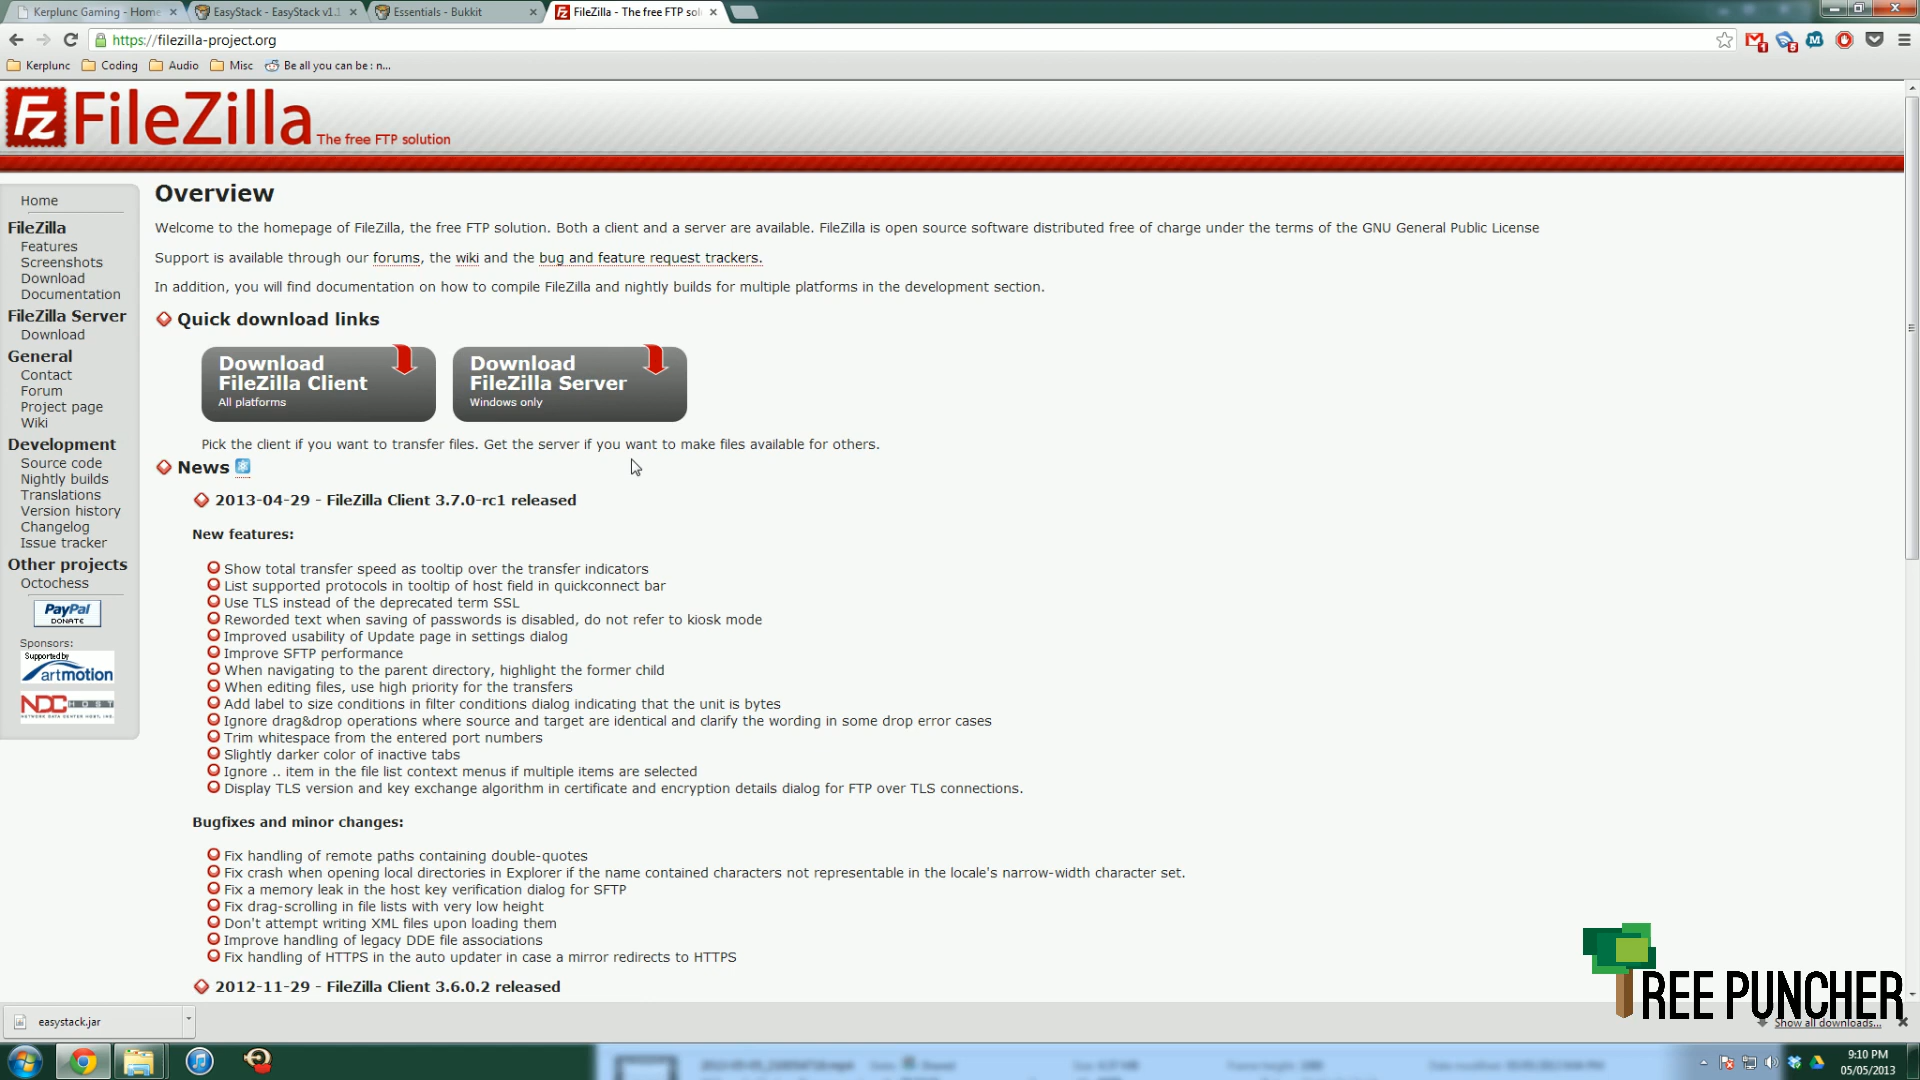 Kerplunc Gaming - Home
EasyStack - EasyStack v1.1
Essentials - Bukkit
FileZilla - The free FTP sol
https://filezilla-project.org
Kerplunc
Coding
Audio
Misc
Be all you can be : n...
FileZilla The free FTP solution
Home
FileZilla
Features
Screenshots
Download
Documentation
FileZilla Server
Download
General
Contact
Forum
Project page
Wiki
Development
Source code
Nightly builds
Translations
Version history
Changelog
Issue tracker
Other projects
Octochess
PayPal
DONATE
Sponsors:
Supported by
artmotion
NDC HOST
NETWORK DATA CENTER HOST, INC.
Overview
Welcome to the homepage of FileZilla, the free FTP solution. Both a client and a server are available. FileZilla is open source software distributed free of charge under the terms of the GNU General Public License
Support is available through our forums, the wiki and the bug and feature request trackers.
In addition, you will find documentation on how to compile FileZilla and nightly builds for multiple platforms in the development section.
Quick download links
Download
FileZilla Client
All platforms
Download
FileZilla Server
Windows only
Pick the client if you want to transfer files. Get the server if you want to make files available for others.
News
2013-04-29 - FileZilla Client 3.7.0-rc1 released
New features:
Show total transfer speed as tooltip over the transfer indicators
List supported protocols in tooltip of host field in quickconnect bar
Use TLS instead of the deprecated term SSL
Reworded text when saving of passwords is disabled, do not refer to kiosk mode
Improved usability of Update page in settings dialog
Improve SFTP performance
When navigating to the parent directory, highlight the former child
When editing files, use high priority for the transfers
Add label to size conditions in filter conditions dialog indicating that the unit is bytes
Ignore drag&drop operations where source and target are identical and clarify the wording in some drop error cases
Trim whitespace from the entered port numbers
Slightly darker color of inactive tabs
Ignore .. item in the file list context menus if multiple items are selected
Display TLS version and key exchange algorithm in certificate and encryption details dialog for FTP over TLS connections.
Bugfixes and minor changes:
Fix handling of remote paths containing double-quotes
Fix crash when opening local directories in Explorer if the name contained characters not representable in the locale's narrow-width character set.
Fix a memory leak in the host key verification dialog for SFTP
Fix drag-scrolling in file lists with very low height
Don't attempt writing XML files upon loading them
Improve handling of legacy DDE file associations
Fix handling of HTTPS in the auto updater in case a mirror redirects to HTTPS
2012-11-29 - FileZilla Client 3.6.0.2 released
TREE PUNCHER
easystack.jar
Show all downloads...
9:10 PM
05/05/2013